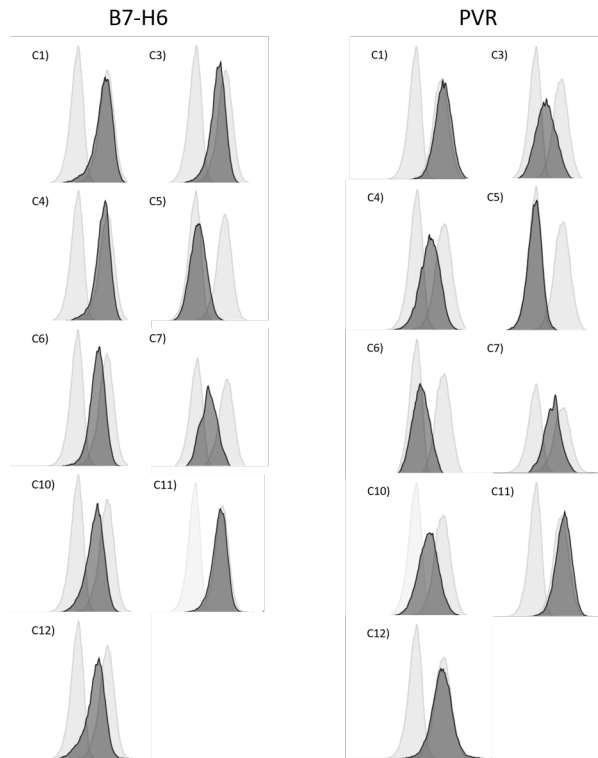 B7-H6
PVR
C1)
C3)
C4)
C5)
C6)
C7)
C10)
C11)
C12)
C1)
C3)
C4)
C5)
C6)
C7)
C10)
C11)
C12)